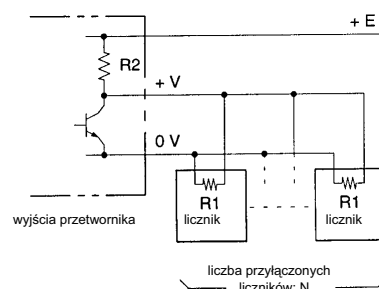 + E
R2
+ V
0 V
R1
R1
licznik
licznik
wyjścia przetwornika
liczba przyłączonych
liczników: N